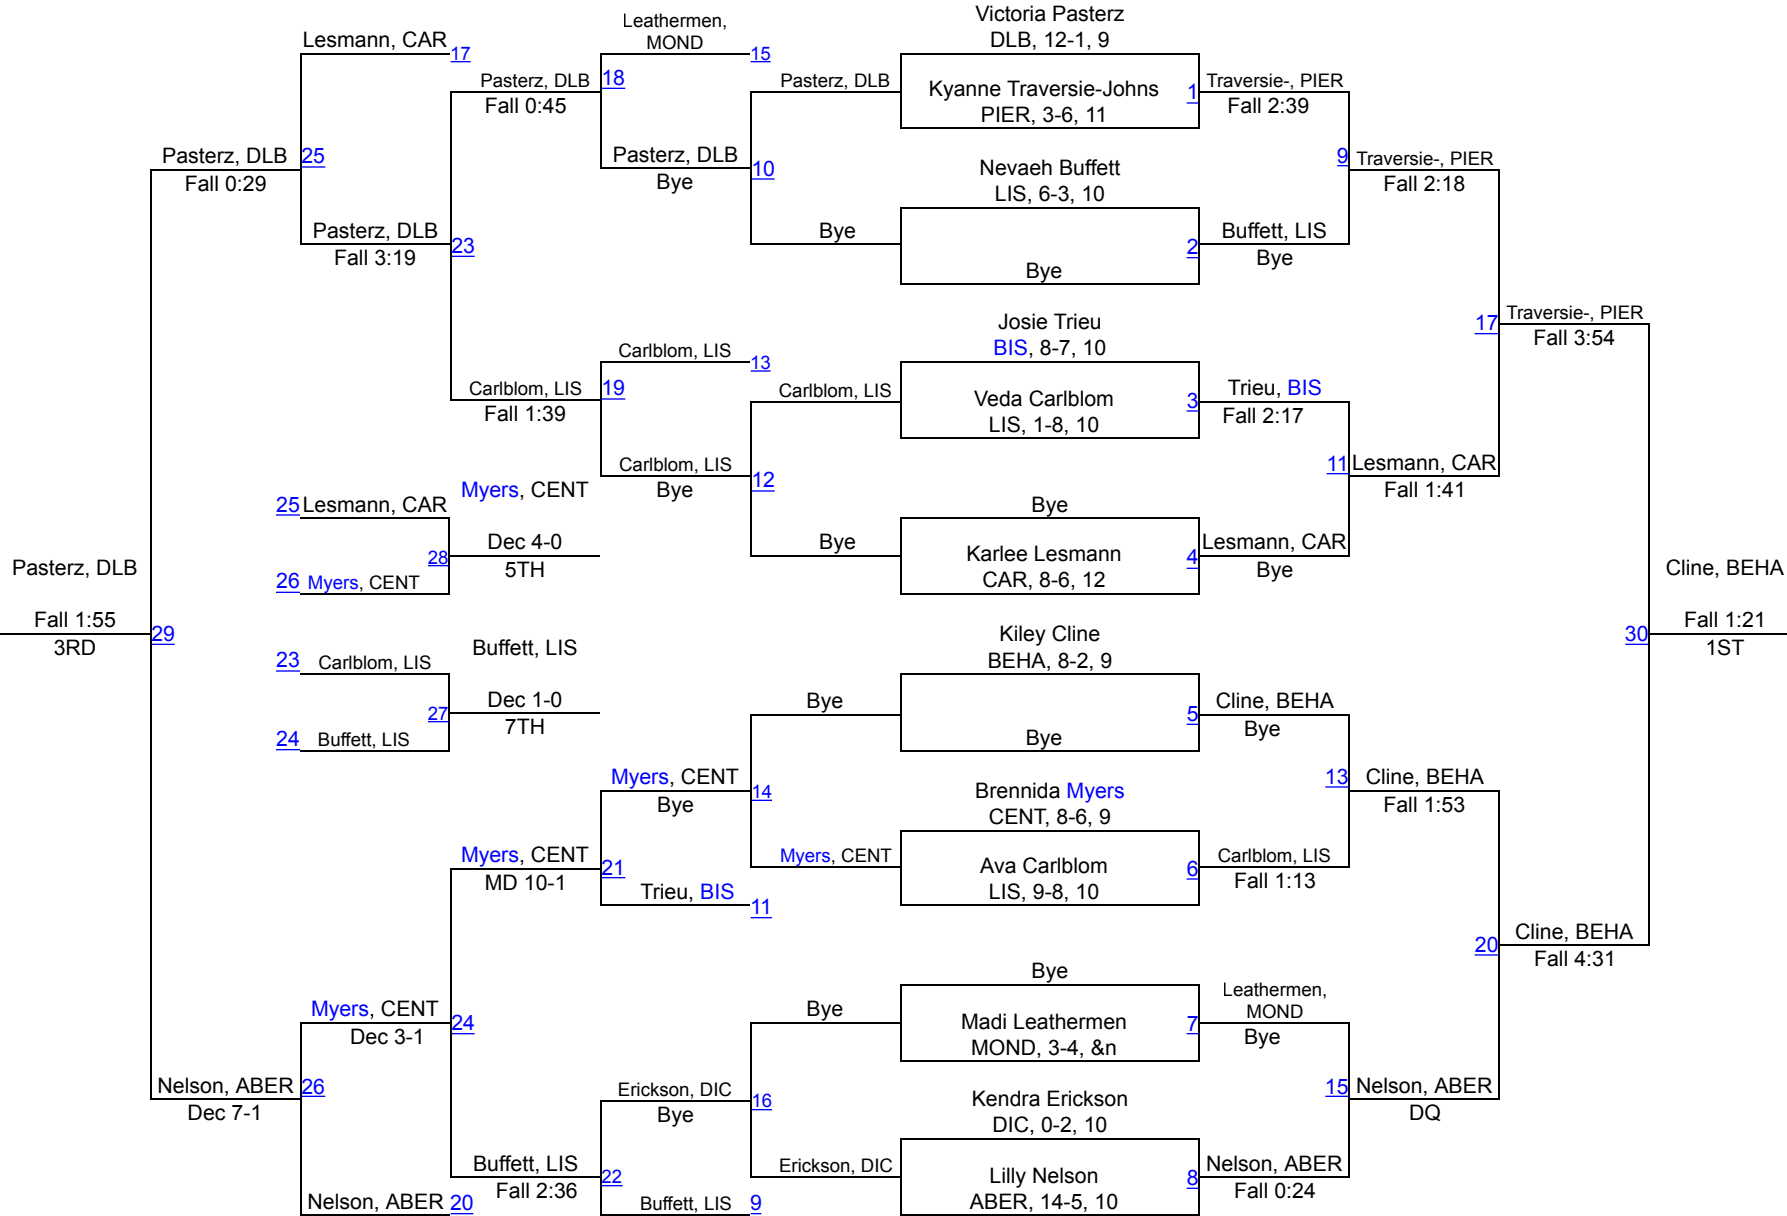 Victoria Pasterz
DLB, 12-1, 9
Kyanne Traversie-Johns
PIER, 3-6, 11
1
Nevaeh Buffett
LIS, 6-3, 10
Bye
2
Josie Trieu
BIS, 8-7, 10
Veda Carlblom
LIS, 1-8, 10
3
Bye
Karlee Lesmann
CAR, 8-6, 12
4
Kiley Cline
BEHA, 8-2, 9
Bye
5
Brennida Myers
CENT, 8-6, 9
Ava Carlblom
LIS, 9-8, 10
6
Bye
Madi Leathermen
MOND, 3-4, &n
7
Kendra Erickson
DIC, 0-2, 10
Lilly Nelson
ABER, 14-5, 10
8
Traversie-, PIER
Fall 2:39
9
Buffett, LIS
Bye
Trieu, BIS
Fall 2:17
11
Lesmann, CAR
Bye
Cline, BEHA
Bye
13
Carlblom, LIS
Fall 1:13
Leathermen,
MOND
Bye
15
Nelson, ABER
Fall 0:24
Traversie-, PIER
Fall 2:18
17
Lesmann, CAR
Fall 1:41
Cline, BEHA
Fall 1:53
20
Nelson, ABER
DQ
Traversie-, PIER
Fall 3:54
30
Cline, BEHA
Fall 4:31
Cline, BEHA
Fall 1:21
1ST
Pasterz, DLB
10
Bye
Carlblom, LIS
12
Bye
Bye
14
Myers, CENT
Bye
16
Erickson, DIC
Leathermen,
MOND
15
18
Pasterz, DLB
Bye
Carlblom, LIS
13
19
Carlblom, LIS
Bye
Myers, CENT
Bye
21
Trieu, BIS
11
Erickson, DIC
Bye
22
Buffett, LIS
9
Pasterz, DLB
Fall 0:45
23
Carlblom, LIS
Fall 1:39
Myers, CENT
MD 10-1
24
Buffett, LIS
Fall 2:36
Lesmann, CAR
17
25
Pasterz, DLB
Fall 3:19
Myers, CENT
Dec 3-1
26
Nelson, ABER
20
Pasterz, DLB
Fall 0:29
29
Nelson, ABER
Dec 7-1
Pasterz, DLB
Fall 1:55
3RD
25
Lesmann, CAR
26
Myers, CENT
28
Myers, CENT
Dec 4-0
5TH
23
Carlblom, LIS
24
Buffett, LIS
27
Buffett, LIS
Dec 1-0
7TH